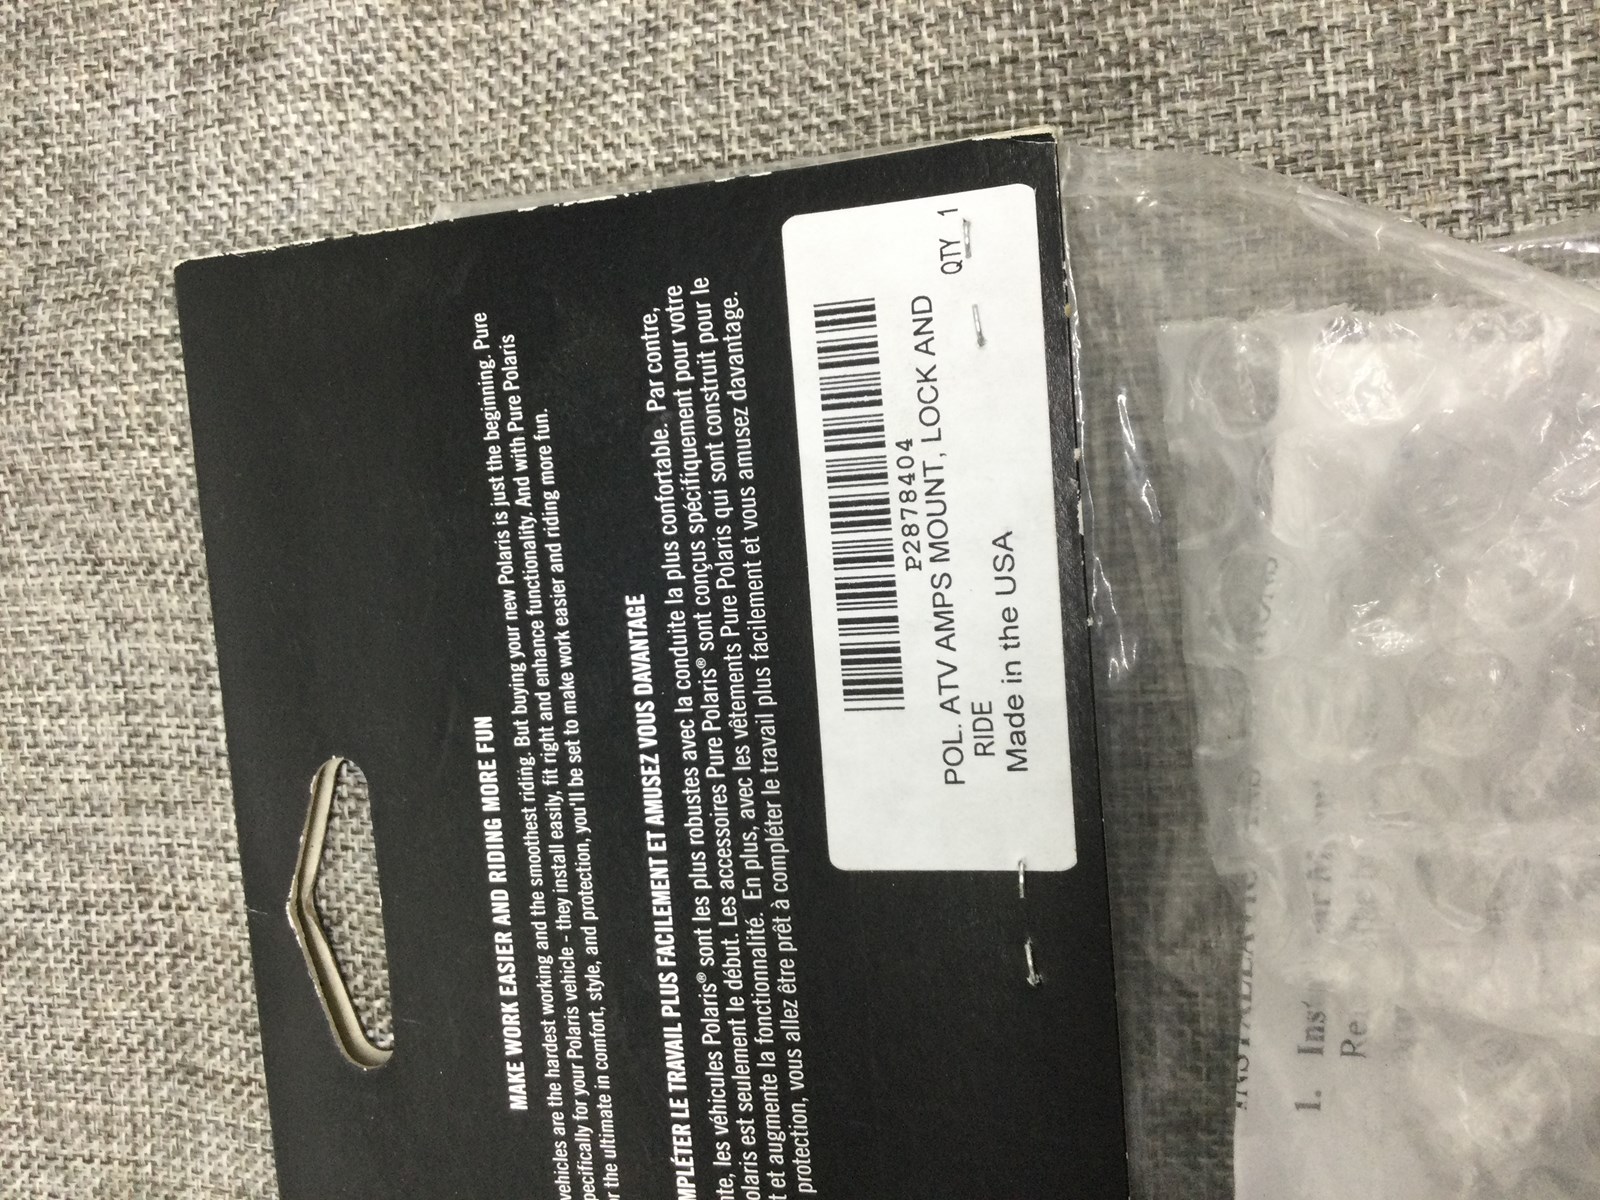 MAKE WORK EASIER AND RIDING MORE FUN
vehicles are the hardest working and the smoothest riding. But buying your new Polaris is just the beginning. Pure
pecifically for your Polaris vehicle - they install easily, fit right and enhance functionality. And with Pure Polaris
r the ultimate in comfort, style, and protection, you'll be set to make work easier and riding more fun.
MPLÉTER LE TRAVAIL PLUS FACILEMENT ET AMUSEZ VOUS DAVANTAGE
te, les véhicules Polaris® sont les plus robustes avec la conduite la plus confortable. Par contre,
olaris est seulement le début. Les accessoires Pure Polaris® sont conçus spécifiquement pour votre
t et augmente la fonctionnalité. En plus, avec les vêtements Pure Polaris qui sont construit pour le
protection, vous allez être prêt à compléter le travail plus facilement et vous amusez davantage.
P2878404
POL. ATV AMPS MOUNT, LOCK AND QTY 1
RIDE
Made in the USA
1. Ins
Re